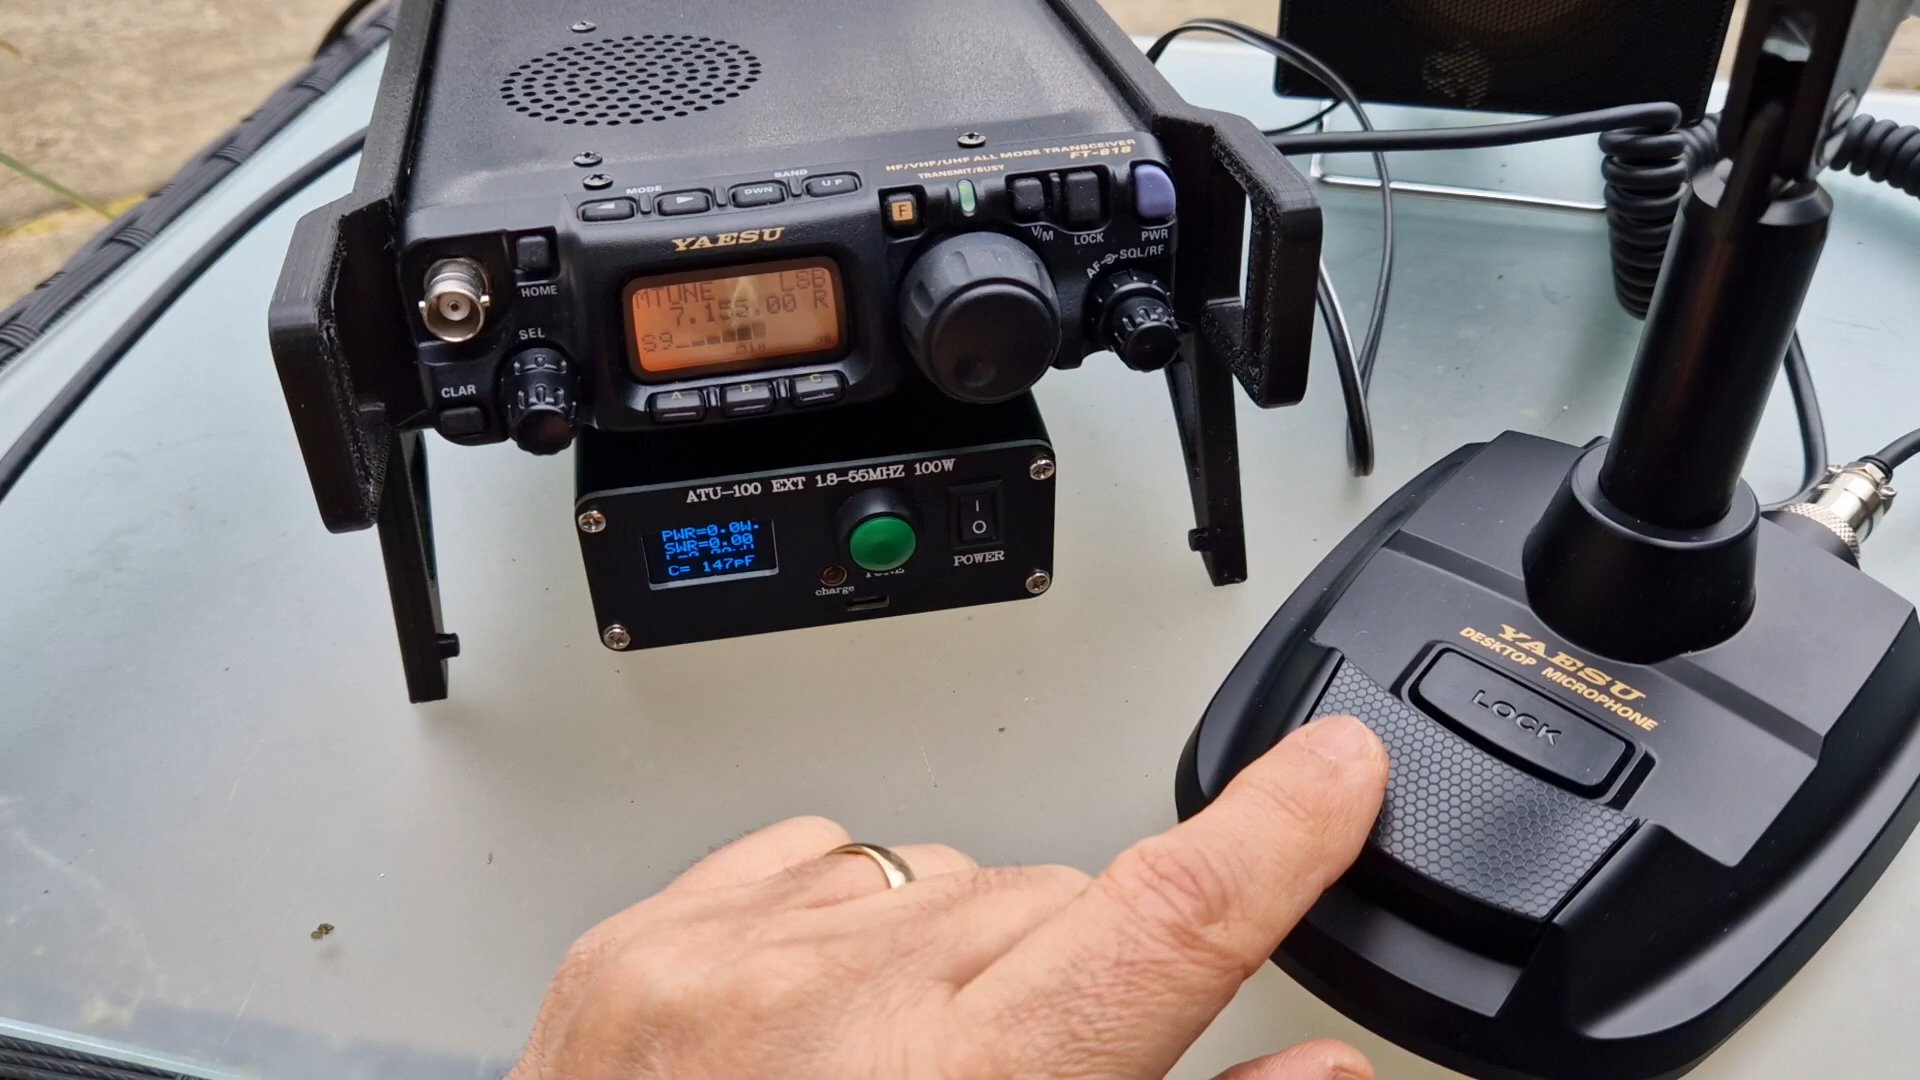 HF/VHF/UHF ALL MODE TRANSCEIVER
FT-818
TRANSMIT/BUSY
MODE
BAND
DWN
UP
F
V/M
LOCK
PWR
YAESU
HOME
AF SQL/RF
MTUNE LSB
7.155.00 R
S9
SEL
CLAR
A
C
ATU-100 EXT 1.8-55MHZ 100W
PWR=0.0W.
SWR=0.00
C= 147pF
POWER
charge
YAESU
DESKTOP MICROPHONE
LOCK